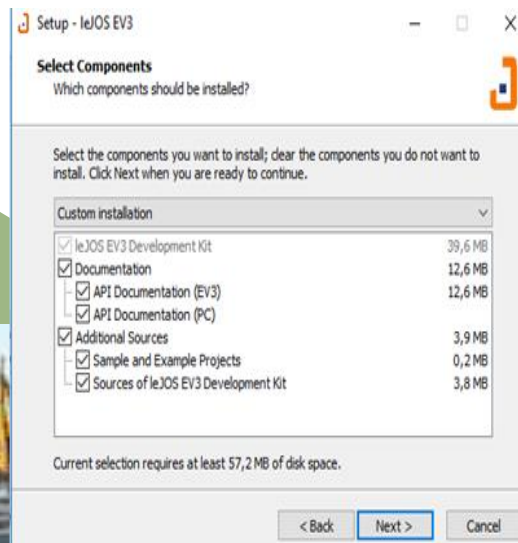 Setup - leJOS EV3
Select Components
Which components should be installed?
Select the components you want to install; clear the components you do not want to
install. Click Next when you are ready to continue.
Custom installation
leJOS EV3 Development Kit 39,6 MB
Documentation 12,6 MB
API Documentation (EV3) 12,6 MB
API Documentation (PC)
Additional Sources 3,9 MB
Sample and Example Projects 0,2 MB
Sources of leJOS EV3 Development Kit 3,8 MB
Current selection requires at least 57,2 MB of disk space.
< Back Next > Cancel